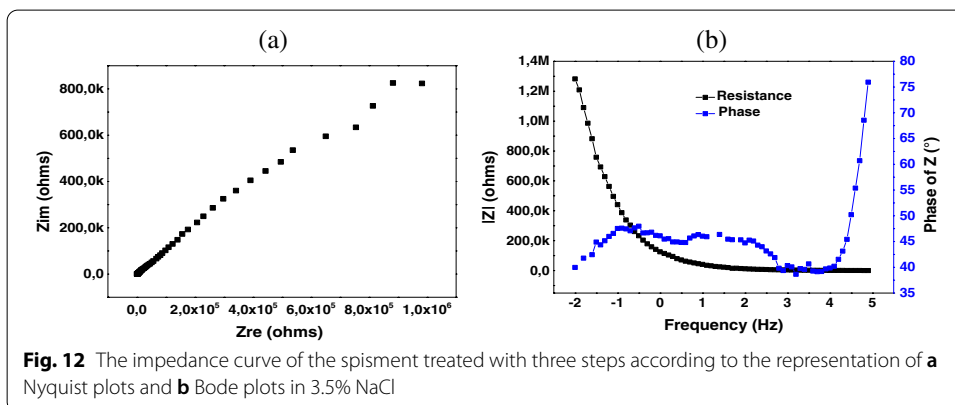 (a)
(b)
800,0k
600,0k
400,0k
200,0k
0,0
Zim (ohms)
0,0
2,0x10⁵
4,0x10⁵
6,0x10⁵
8,0x10⁵
1,0x10⁶
Zre (ohms)
1,4M
1,2M
1,0M
800,0k
600,0k
400,0k
200,0k
0,0
|Z| (ohms)
Resistance
Phase
80
75
70
65
60
55
50
45
40
35
Phase of Z (°)
-2
-1
0
1
2
3
4
5
Frequency (Hz)
Fig. 12 The impedance curve of the spisment treated with three steps according to the representation of a
Nyquist plots and b Bode plots in 3.5% NaCl